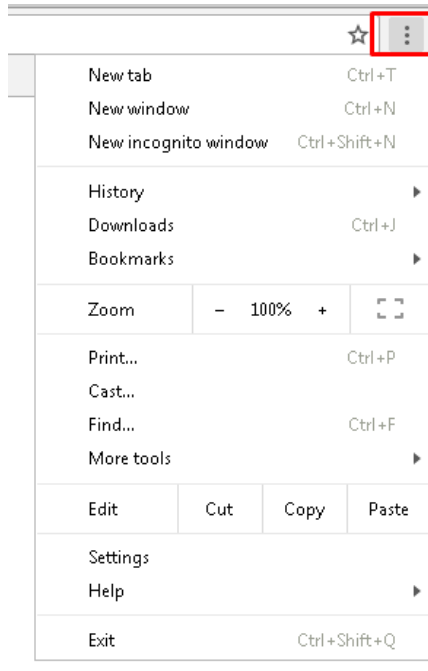 New tab Ctrl+T
New window Ctrl+N
New incognito window Ctrl+Shift+N
History
Downloads Ctrl+J
Bookmarks
Zoom - 100% +
Print... Ctrl+P
Cast...
Find... Ctrl+F
More tools
Edit Cut Copy Paste
Settings
Help
Exit Ctrl+Shift+Q